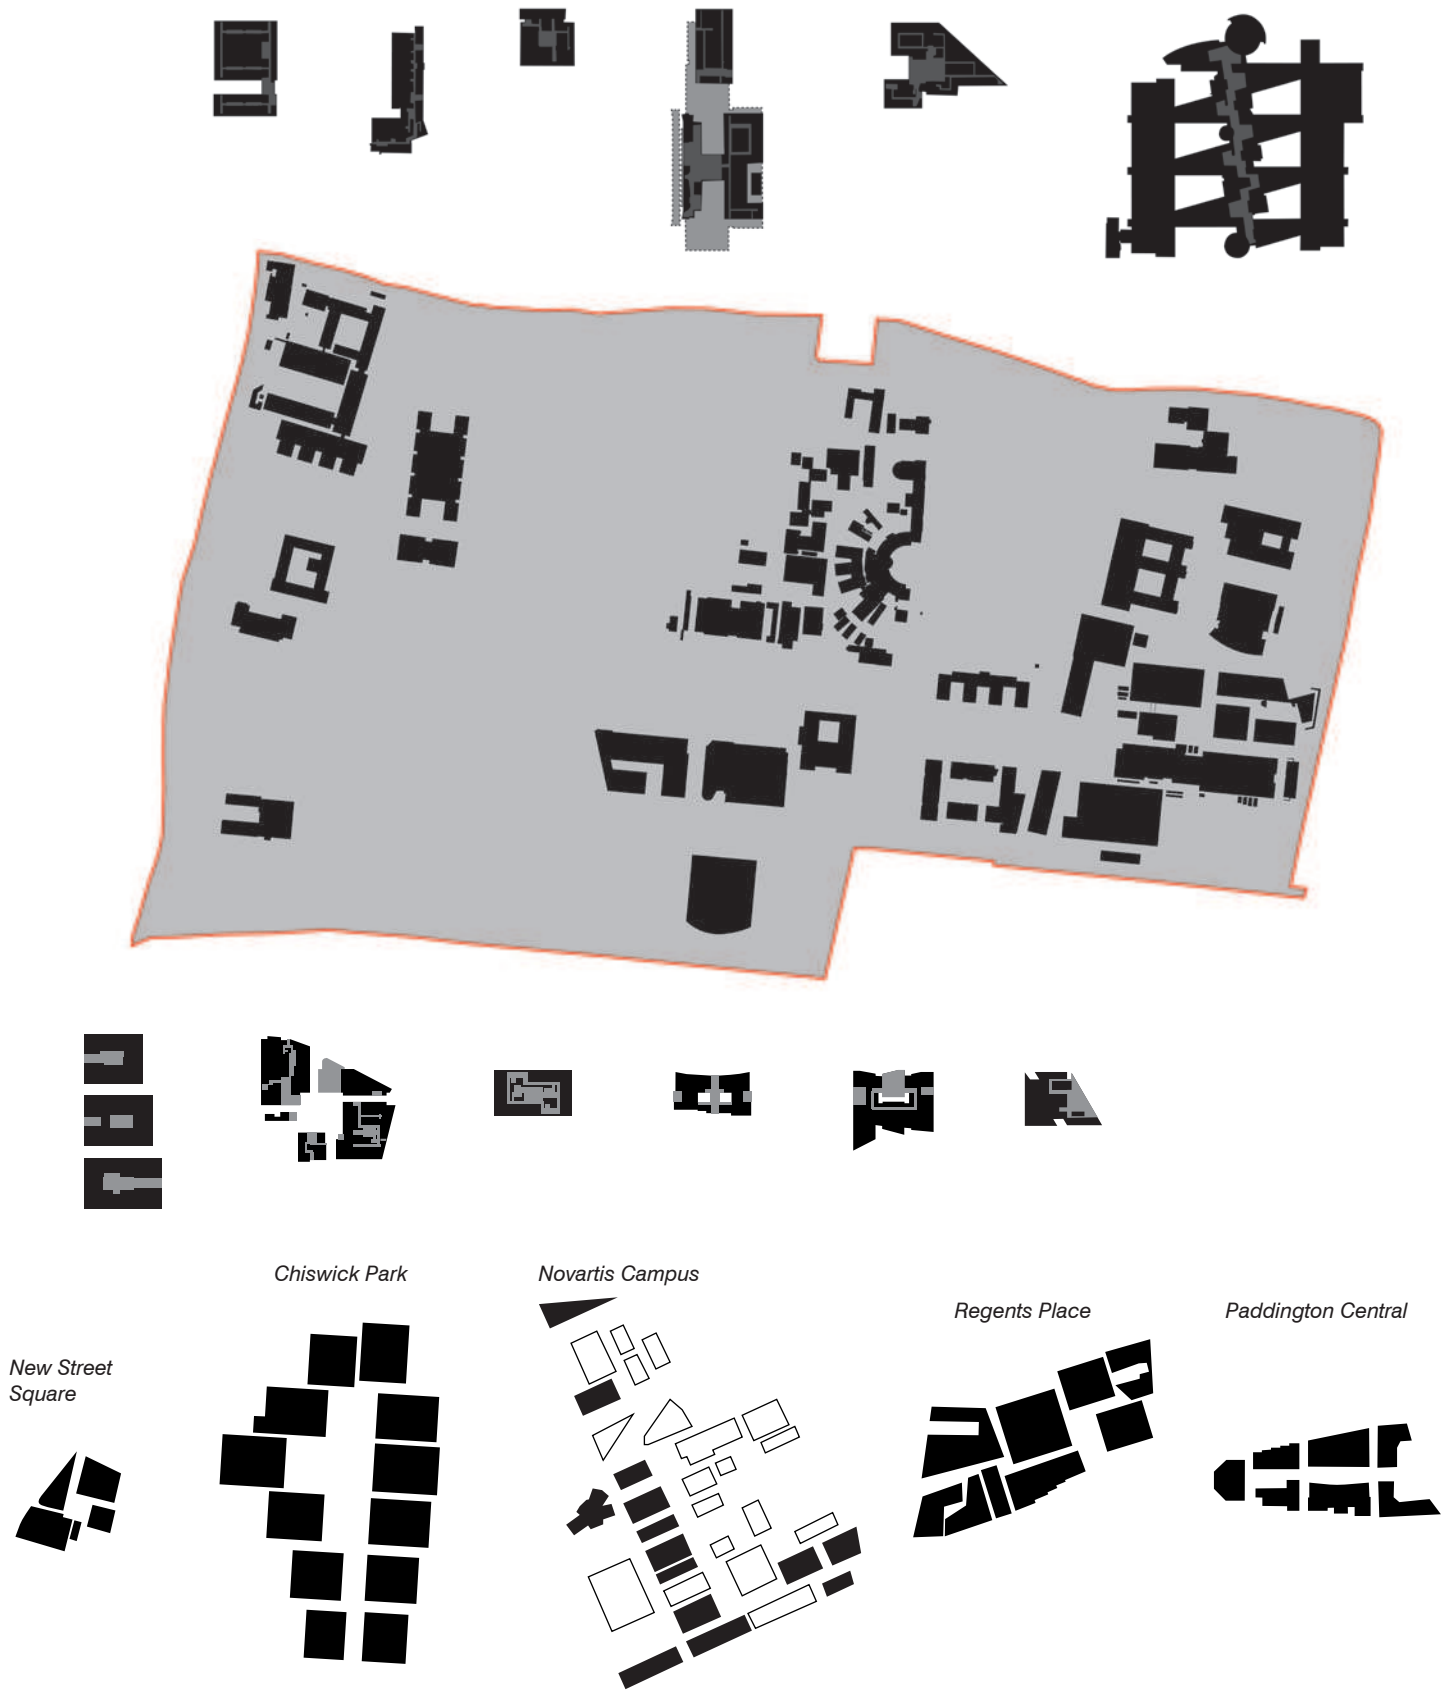 Chiswick Park
Novartis Campus
Regents Place
Paddington Central
New Street
Square